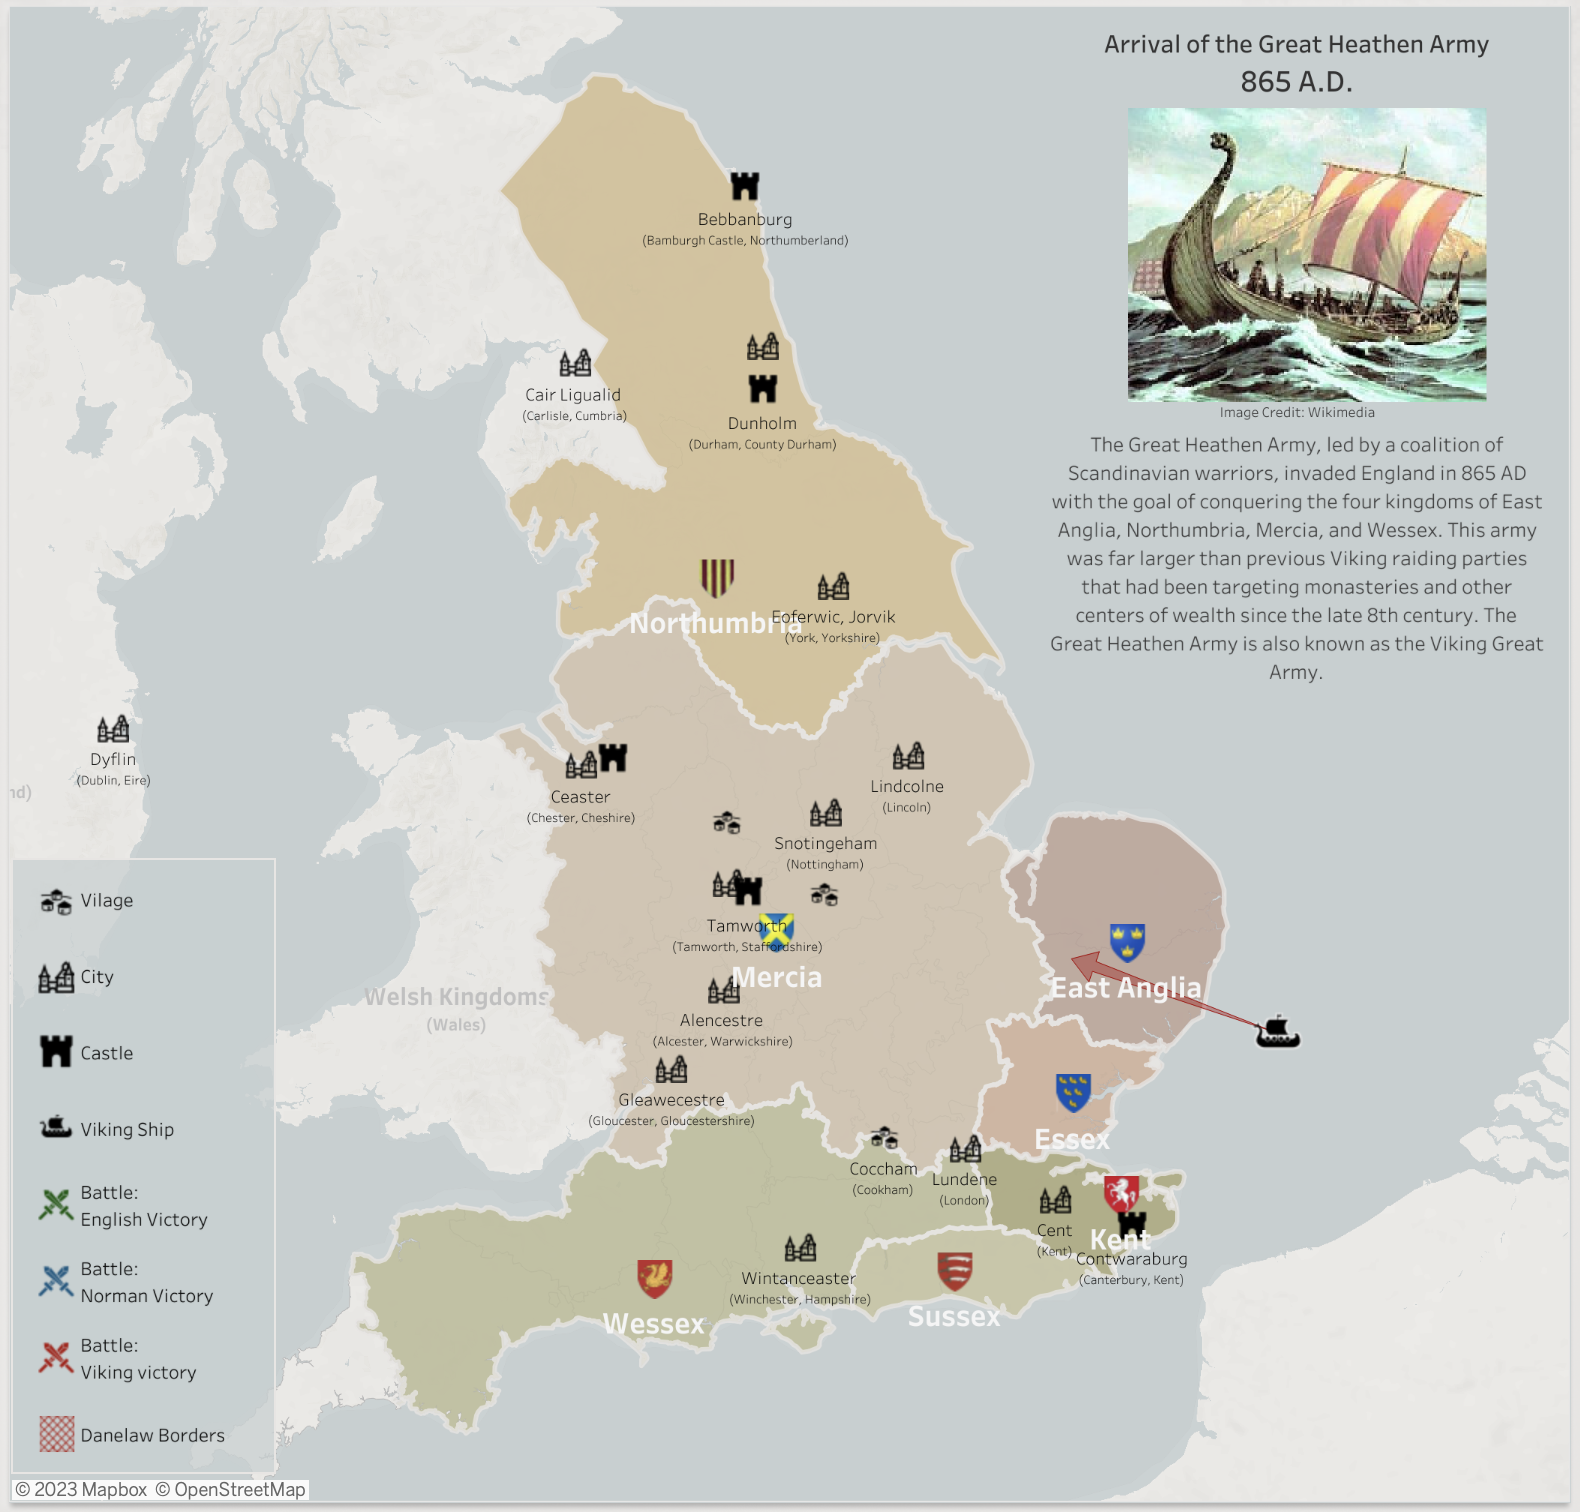 Arrival of the Great Heathen Army
865 A.D.
Image Credit: Wikimedia
The Great Heathen Army, led by a coalition of
Scandinavian warriors, invaded England in 865 AD
with the goal of conquering the four kingdoms of East
Anglia, Northumbria, Mercia, and Wessex. This army
was far larger than previous Viking raiding parties
that had been targeting monasteries and other
centers of wealth since the late 8th century. The
Great Heathen Army is also known as the Viking Great
Army.
Bebbanburg
(Bamburgh Castle, Northumberland)
Cair Ligualid
(Carlisle, Cumbria)
Dunholm
(Durham, County Durham)
Northumbria
Eoferwic, Jorvik
(York, Yorkshire)
Dyflin
(Dublin, Eire)
nd)
Ceaster
(Chester, Cheshire)
Lindcolne
(Lincoln)
Snotingeham
(Nottingham)
Tamworth
(Tamworth, Staffordshire)
Mercia
East Anglia
Welsh Kingdoms
(Wales)
Alencestre
(Alcester, Warwickshire)
Gleawecestre
(Gloucester, Gloucestershire)
Essex
Coccham
(Cookham)
Lundene
(London)
Cent
(Kent)
Kent
Contwaraburg
(Canterbury, Kent)
Wintanceaster
(Winchester, Hampshire)
Wessex
Sussex
Vilage
City
Castle
Viking Ship
Battle:
English Victory
Battle:
Norman Victory
Battle:
Viking victory
Danelaw Borders
© 2023 Mapbox © OpenStreetMap